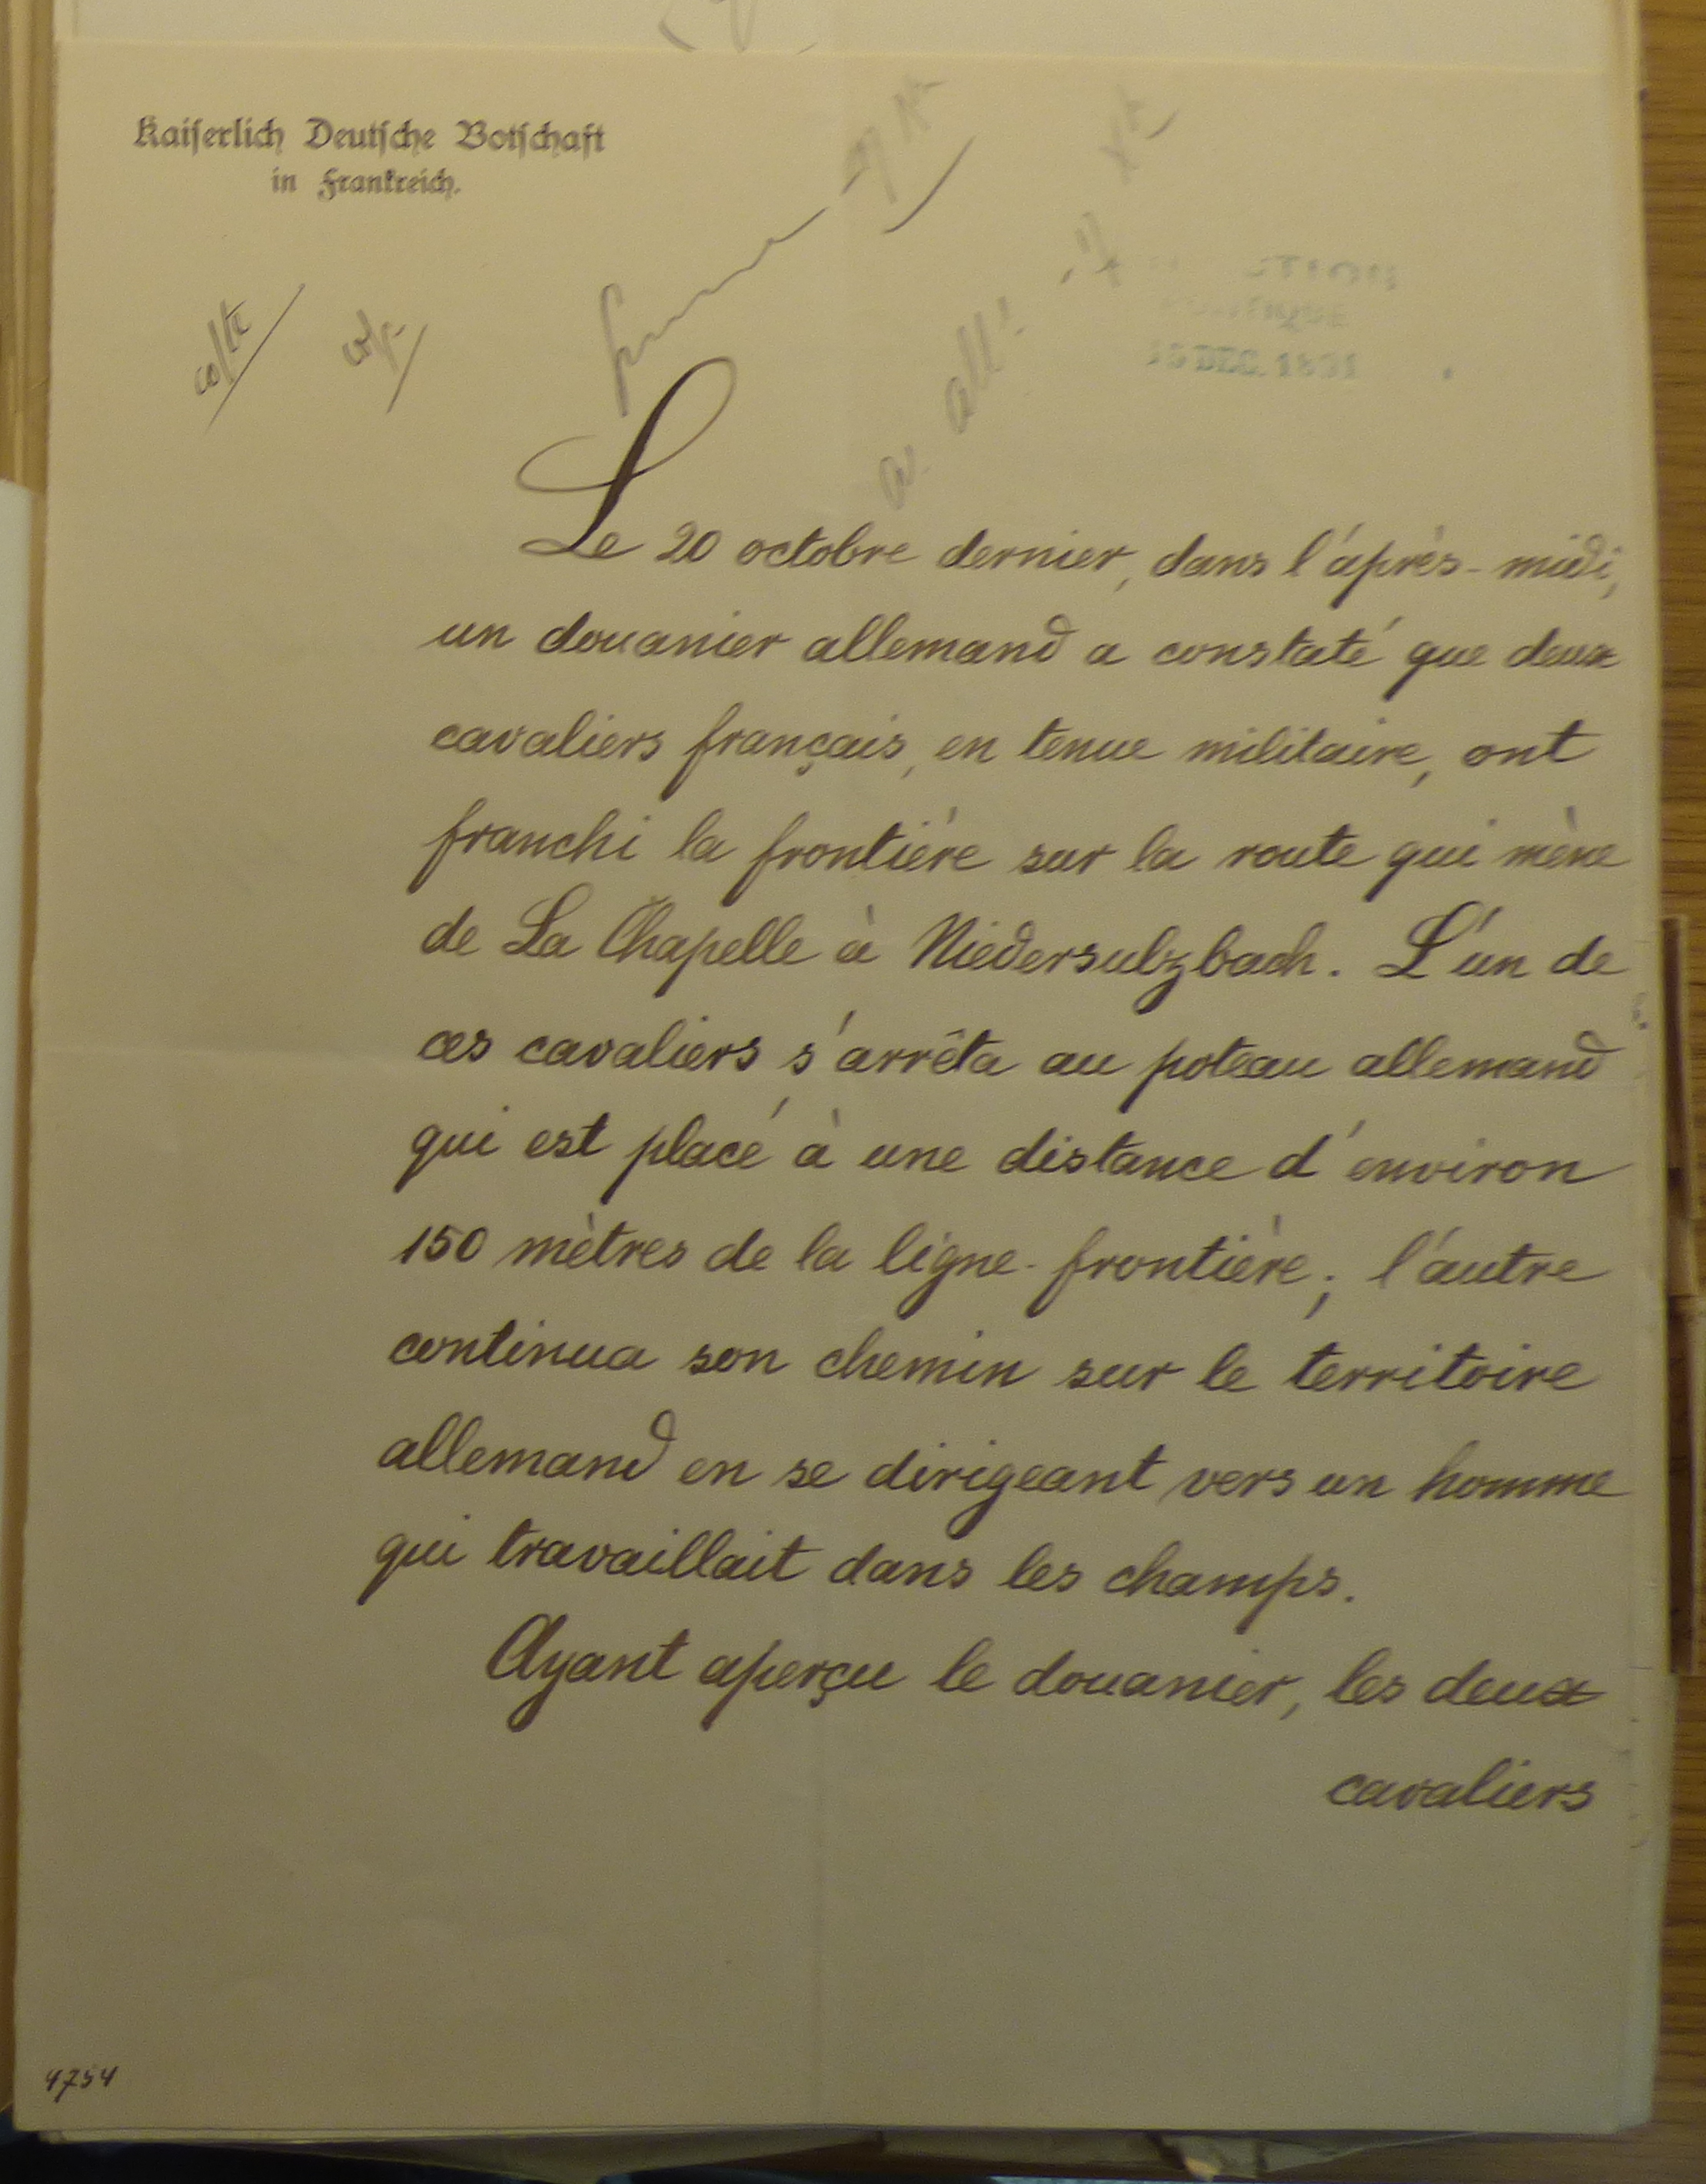 Kaiserlich Deutsche Botschaft
in Frankreich.
15 DEC. 1891
Le 20 octobre dernier, dans l'après-midi,
un douanier allemand a constaté que deux
cavaliers français, en tenue militaire, ont
franchi la frontière sur la route qui mène
de La Chapelle à Niedersulzbach. L'un de
ces cavaliers s'arrêta au poteau allemand
qui est placé à une distance d'environ
150 mètres de la ligne-frontière; l'autre
continua son chemin sur le territoire
allemand en se dirigeant vers un homme
qui travaillait dans les champs.
Ayant aperçu le douanier, les deux
cavaliers
4754